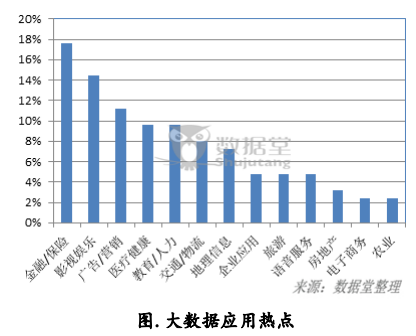 20%
18%
16%
14%
12%
10%
8%
6%
4%
2%
0%
数据堂
Shujutang
金融/保险
影视娱乐
广告/营销
医疗健康
教育/人力
交通/物流
地理信息
企业应用
旅游
语音服务
房地产
电子商务
农业
来源：数据堂整理
图.大数据应用热点